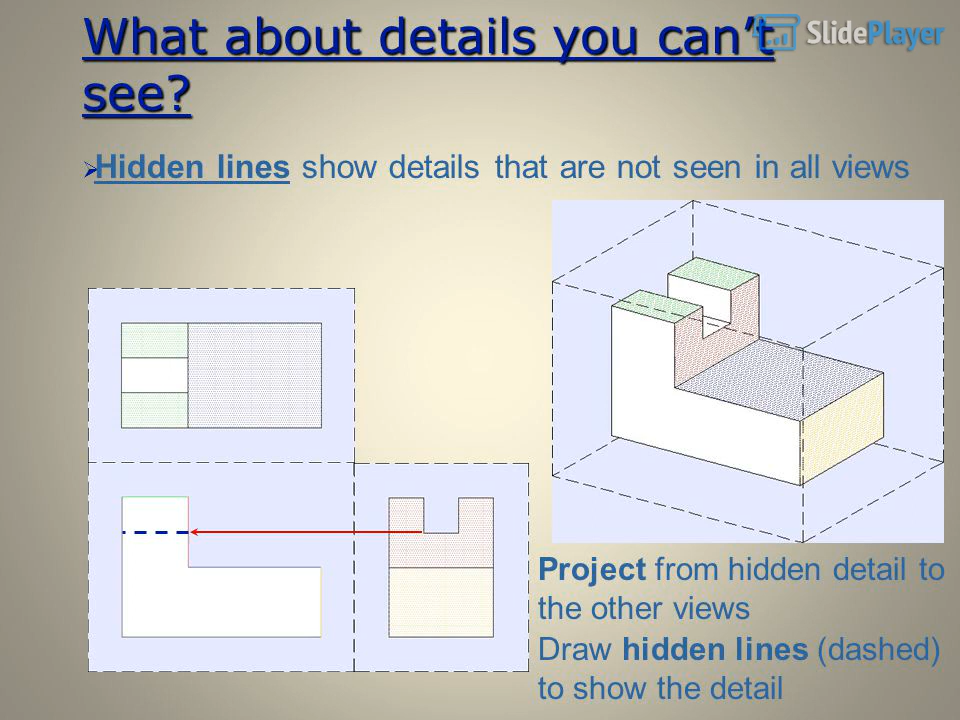 What about details you can't
see?
SlidePlayer
➢Hidden lines show details that are not seen in all views
Project from hidden detail to
the other views
Draw hidden lines (dashed)
to show the detail